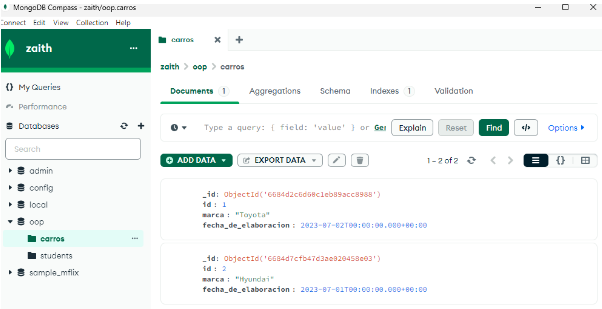 MongoDB Compass - zaith/oop.carros
Connect Edit View Collection Help
zaith ...
carros
zaith > oop > carros
My Queries
Performance
Databases
Search
admin
config
local
oop
carros ...
students
sample_mflix
Documents 1 Aggregations Schema Indexes 1 Validation
Type a query: { field: 'value' } or Ger
Explain Reset Find </> Options
ADD DATA EXPORT DATA 1 – 2 of 2
_id: ObjectId('6684d2c6d60c1eb89acc8988')
id : 1
marca : "Toyota"
fecha_de_elaboracion : 2023-07-02T00:00:00.000+00:00
_id: ObjectId('6684d7cfb47d3ae020458e03')
id : 2
marca : "Hyundai"
fecha_de_elaboracion : 2023-07-01T00:00:00.000+00:00